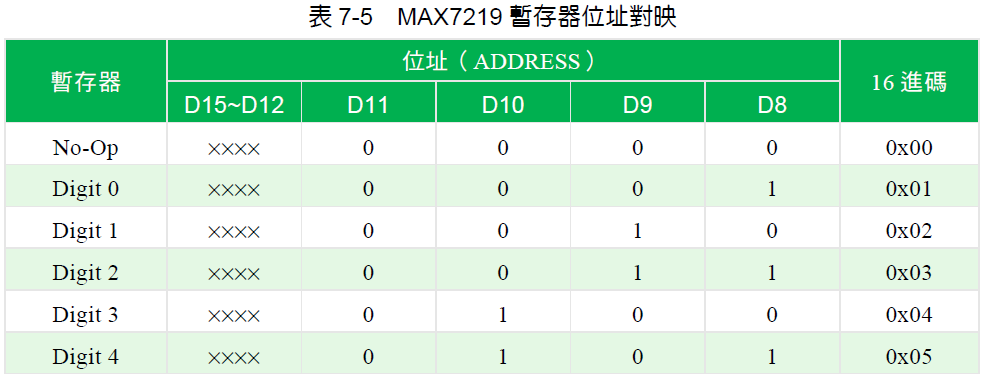 表 7-5 MAX7219 暫存器位址對映
暫存器 位址（ADDRESS） 16 進碼
D15~D12 D11 D10 D9 D8
No-Op ×××× 0 0 0 0 0x00
Digit 0 ×××× 0 0 0 1 0x01
Digit 1 ×××× 0 0 1 0 0x02
Digit 2 ×××× 0 0 1 1 0x03
Digit 3 ×××× 0 1 0 0 0x04
Digit 4 ×××× 0 1 0 1 0x05